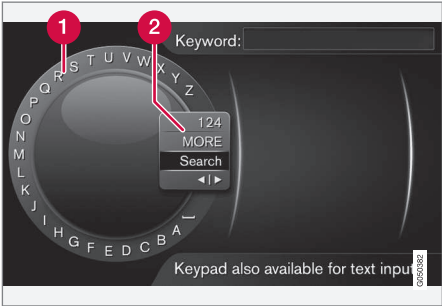 1
2
Keyword:
] A B C D E F G H I J K L M N O P Q R S T U V W X Y Z
124
MORE
Search
◄|►
Keypad also available for text input
G050382